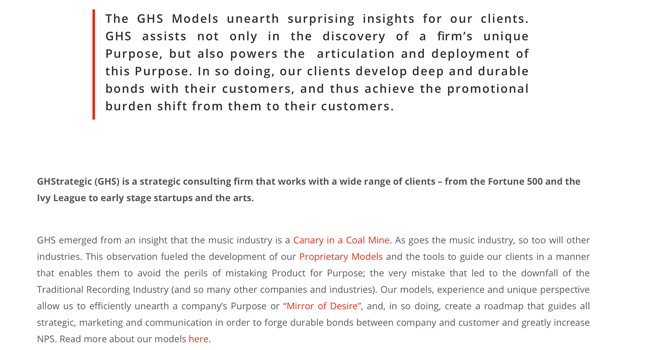 The GHS Models unearth surprising insights for our clients.
GHS assists not only in the discovery of a firm's unique
Purpose, but also powers the articulation and deployment of
this Purpose. In so doing, our clients develop deep and durable
bonds with their customers, and thus achieve the promotional
burden shift from them to their customers.
GHStrategic (GHS) is a strategic consulting firm that works with a wide range of clients – from the Fortune 500 and the
Ivy League to early stage startups and the arts.
GHS emerged from an insight that the music industry is a Canary in a Coal Mine. As goes the music industry, so too will other
industries. This observation fueled the development of our Proprietary Models and the tools to guide our clients in a manner
that enables them to avoid the perils of mistaking Product for Purpose; the very mistake that led to the downfall of the
Traditional Recording Industry (and so many other companies and industries). Our models, experience and unique perspective
allow us to efficiently unearth a company's Purpose or “Mirror of Desire”, and, in so doing, create a roadmap that guides all
strategic, marketing and communication in order to forge durable bonds between company and customer and greatly increase
NPS. Read more about our models here.